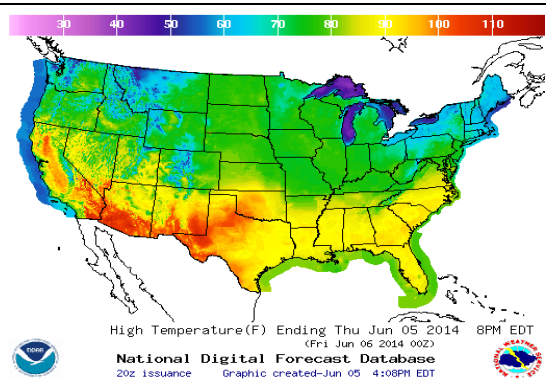 30 40 50 60 70 80 90 100 110
High Temperature(F) Ending Thu Jun 05 2014 8PM EDT
(Fri Jun 06 2014 00Z)
National Digital Forecast Database
20z issuance Graphic created-Jun 05 4:08PM EDT
NOAA